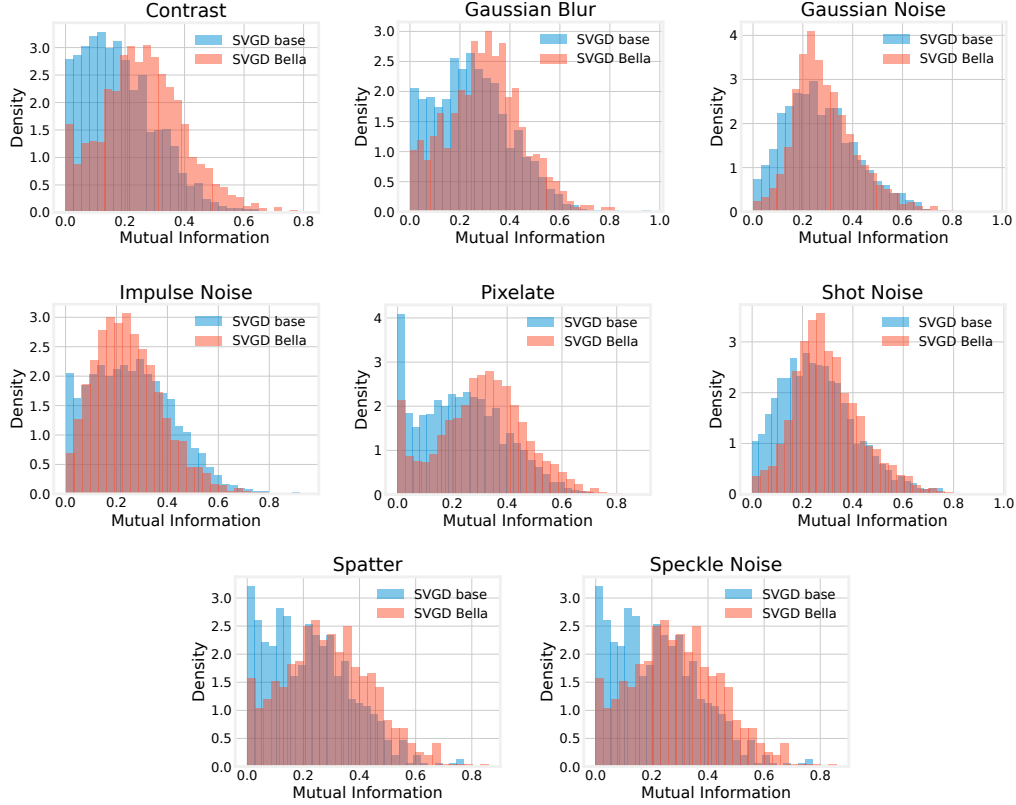 Contrast
SVGD base
SVGD Bella
Density
3.0
2.5
2.0
1.5
1.0
0.5
0.0
0.0 0.2 0.4 0.6 0.8
Mutual Information
Gaussian Blur
SVGD base
SVGD Bella
Density
3.0
2.5
2.0
1.5
1.0
0.5
0.0
0.0 0.2 0.4 0.6 0.8 1.0
Mutual Information
Gaussian Noise
SVGD base
SVGD Bella
Density
4
3
2
1
0
0.0 0.2 0.4 0.6 0.8 1.0
Mutual Information
Impulse Noise
SVGD base
SVGD Bella
Density
3.0
2.5
2.0
1.5
1.0
0.5
0.0
0.0 0.2 0.4 0.6 0.8
Mutual Information
Pixelate
SVGD base
SVGD Bella
Density
4
3
2
1
0
0.0 0.2 0.4 0.6 0.8
Mutual Information
Shot Noise
SVGD base
SVGD Bella
Density
3
2
1
0
0.0 0.2 0.4 0.6 0.8 1.0
Mutual Information
Spatter
SVGD base
SVGD Bella
Density
3.0
2.5
2.0
1.5
1.0
0.5
0.0
0.0 0.2 0.4 0.6 0.8
Mutual Information
Speckle Noise
SVGD base
SVGD Bella
Density
3.0
2.5
2.0
1.5
1.0
0.5
0.0
0.0 0.2 0.4 0.6 0.8
Mutual Information